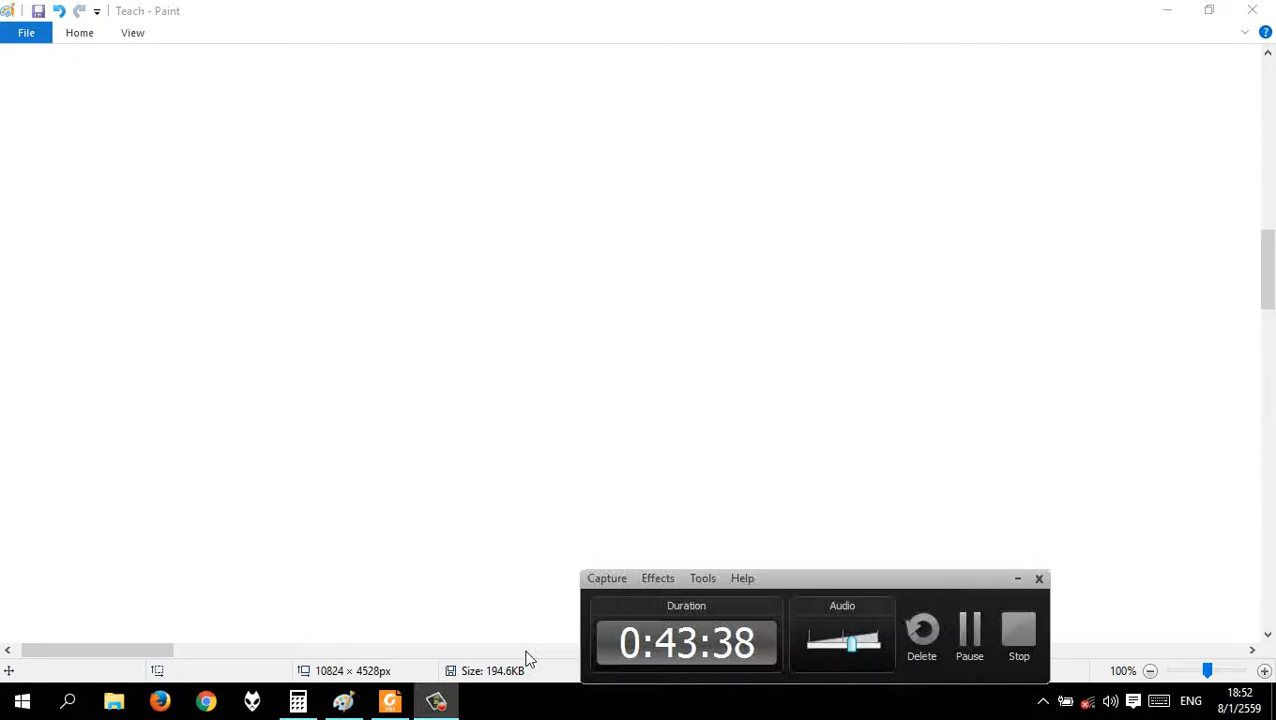 Teach - Paint
File Home View
Capture Effects Tools Help
Duration Audio
0:43:38
Delete Pause Stop
10824 × 4528px Size: 194.6KB 100%
ENG 18:52
8/1/2559